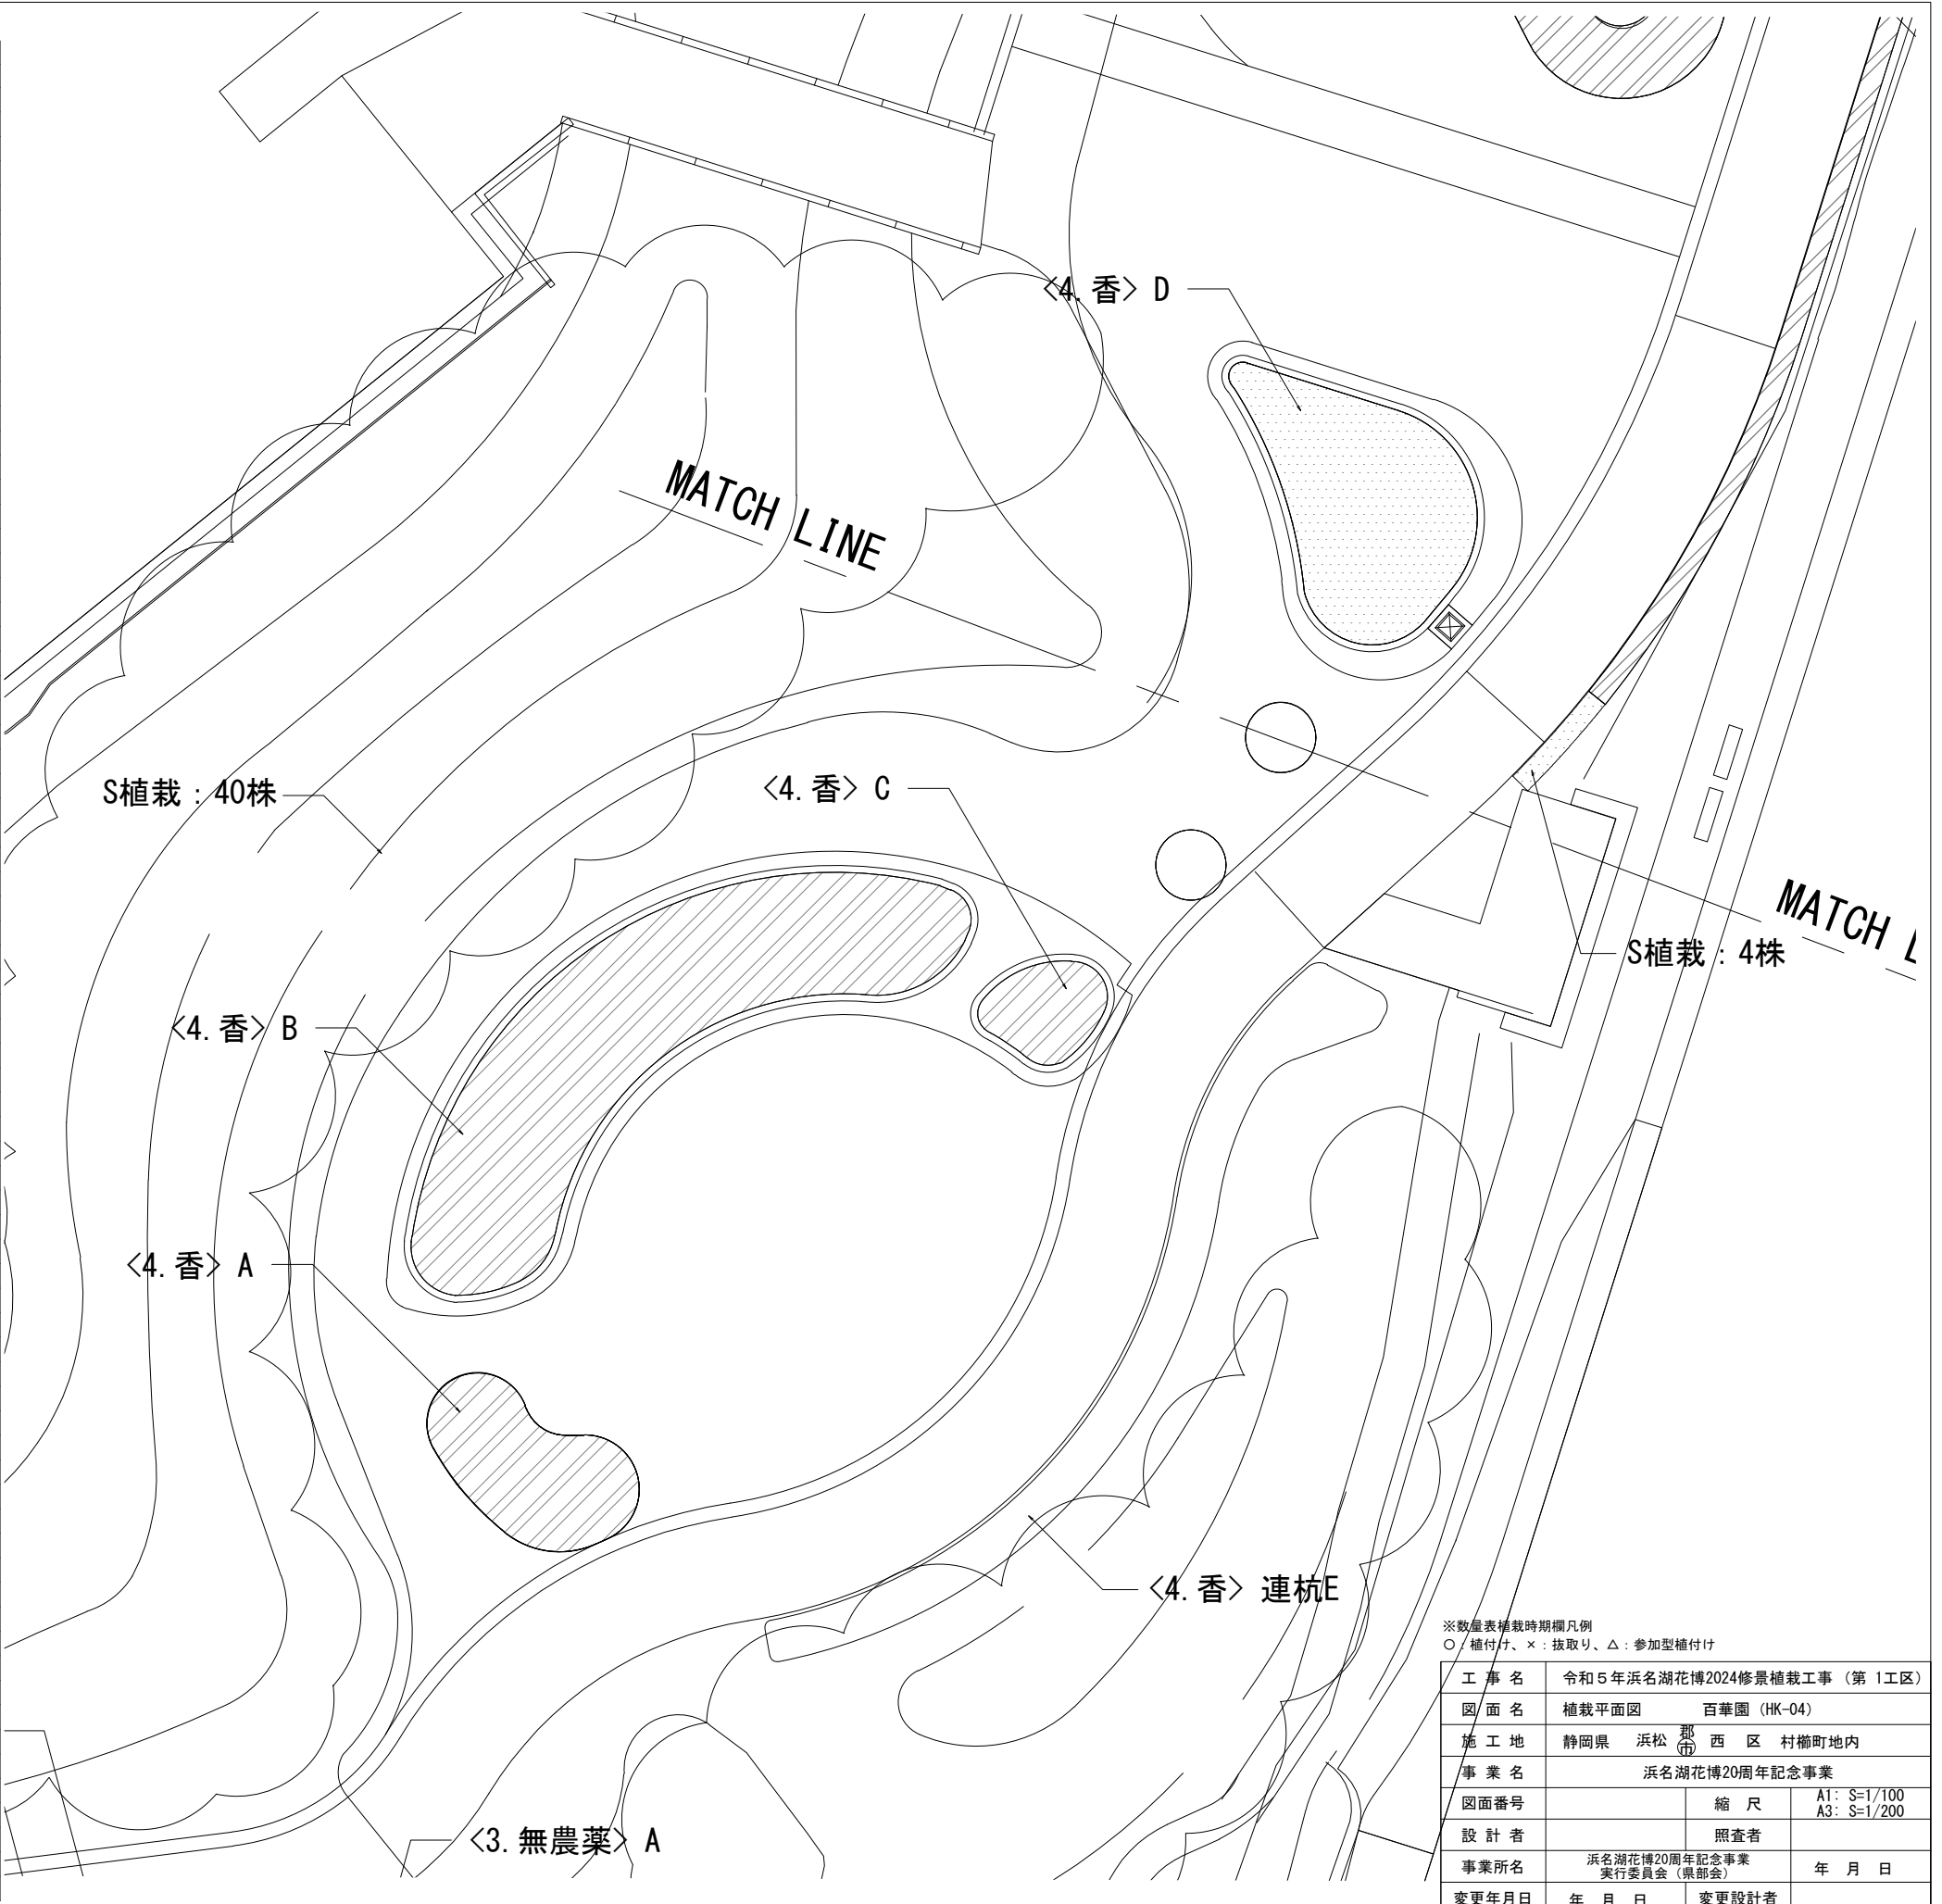 <4.香> D
MATCH LINE
S植栽：40株
<4.香> C
MATCH L
S植栽：4株
<4.香> B
<4.香> A
<4.香> 連杭E
<3.無農薬> A
※数量表植栽時期欄凡例
○：植付け、×：抜取り、△：参加型植付け
工事名 令和５年浜名湖花博2024修景植栽工事（第 1工区）
図面名 植栽平面図 百華園（HK-04）
施工地 静岡県 浜松 郡市 西 区 村櫛町地内
事業名 浜名湖花博20周年記念事業
図面番号 縮尺 A1: S=1/100
A3: S=1/200
設計者 照査者
事業所名 浜名湖花博20周年記念事業
実行委員会（県部会） 年 月 日
変更年月日 年 月 日 変更設計者